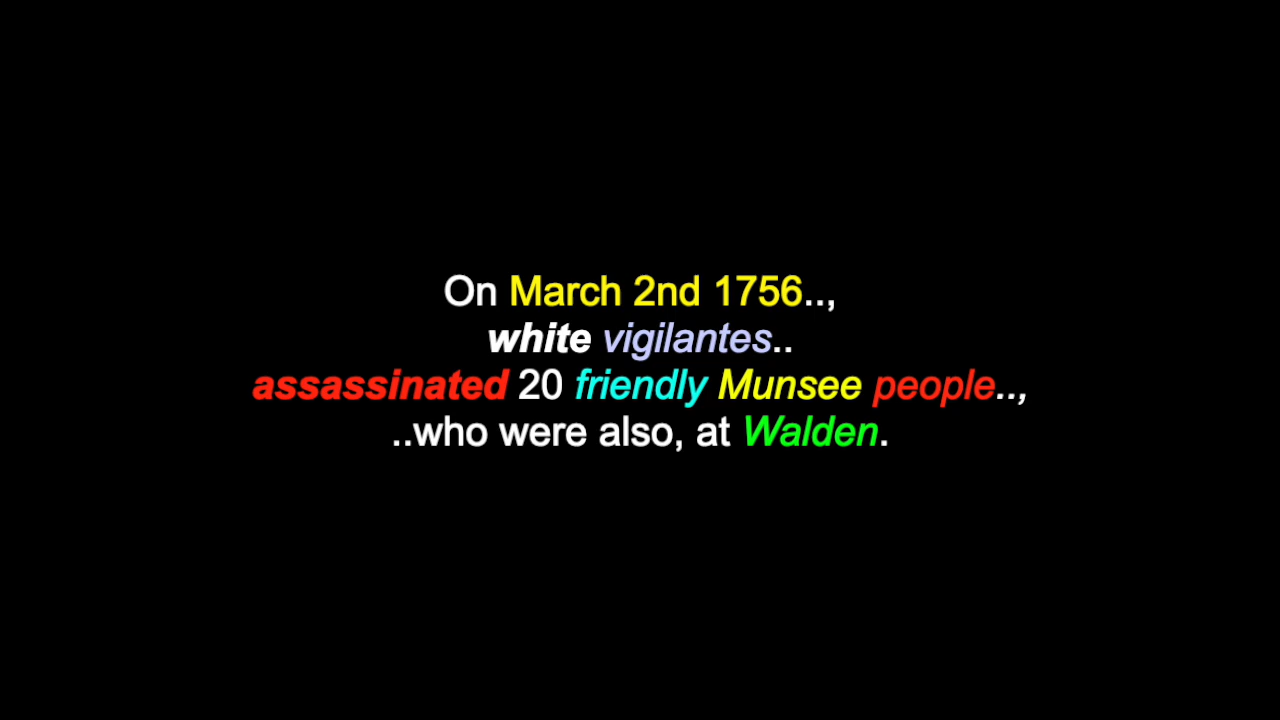 On March 2nd 1756..,
white vigilantes..
assassinated 20 friendly Munsee people..,
..who were also, at Walden.